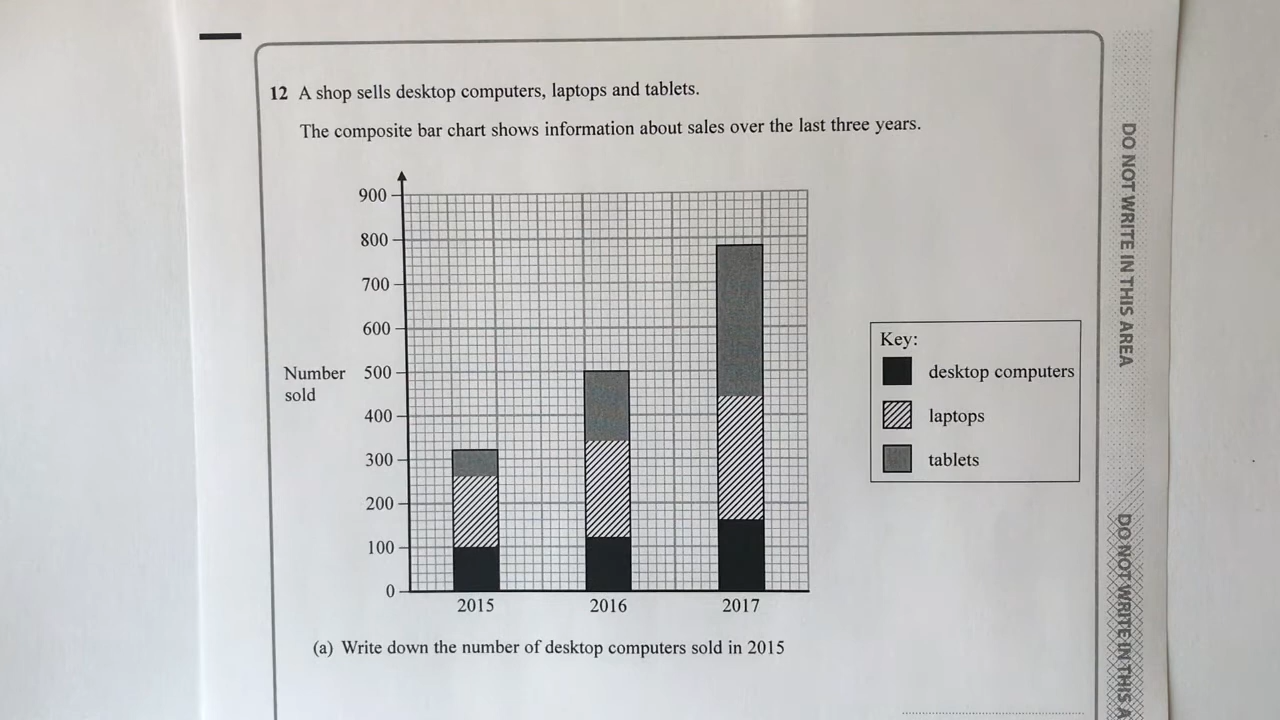 12 A shop sells desktop computers, laptops and tablets.
The composite bar chart shows information about sales over the last three years.
900
800
700
600
500
400
300
200
100
0
Number
sold
2015 2016 2017
Key:
desktop computers
laptops
tablets
(a) Write down the number of desktop computers sold in 2015
DO NOT WRITE IN THIS AREA
DO NOT WRITE IN THIS A